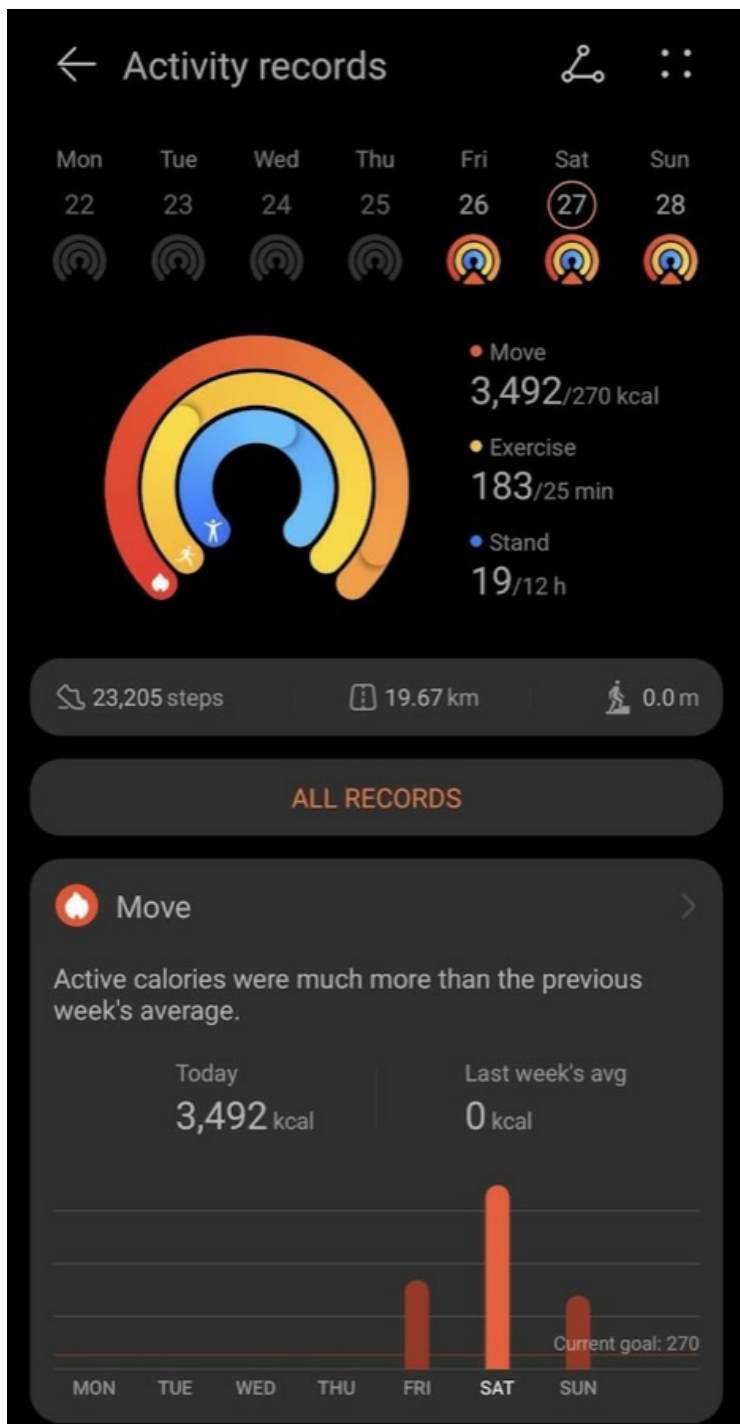 Activity records
Mon Tue Wed Thu Fri Sat Sun
22 23 24 25 26 27 28
Move
3,492/270 kcal
Exercise
183/25 min
Stand
19/12 h
23,205 steps 19.67 km 0.0 m
ALL RECORDS
Move
Active calories were much more than the previous
week's average.
Today Last week's avg
3,492 kcal 0 kcal
Current goal: 270
MON TUE WED THU FRI SAT SUN